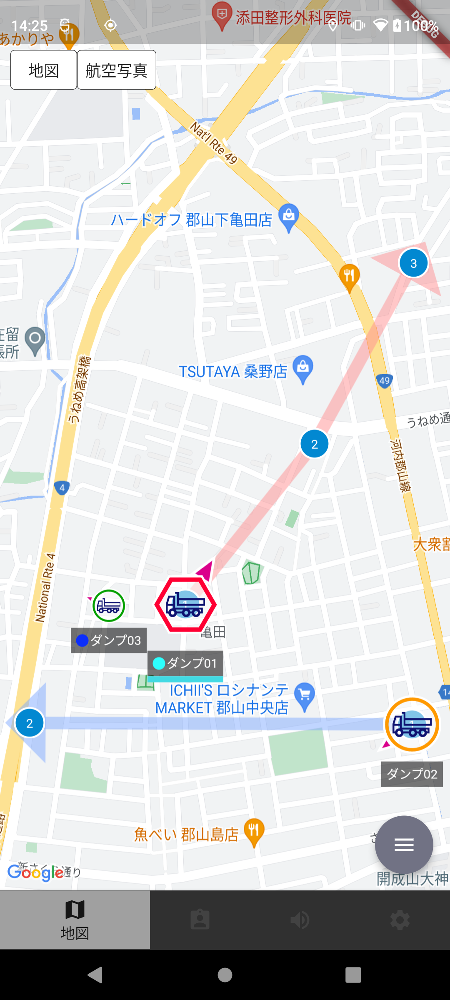 14:25
100%
DEBUG
添田整形外科医院
あかりや
地図
航空写真
Nat'l Rte 49
ハードオフ 郡山下亀田店
3
在留
張所
うねめ高架橋
TSUTAYA 桑野店
49
うねめ通
2
河内郡山線
4
大衆割
National Rte 4
1
亀田
ダンプ03
ダンプ01
ICHII'S ロシナンテ
MARKET 郡山中央店
14
2
1
ダンプ02
魚べい 郡山島店
さ
新さくら通り
Google
開成山大神
地図